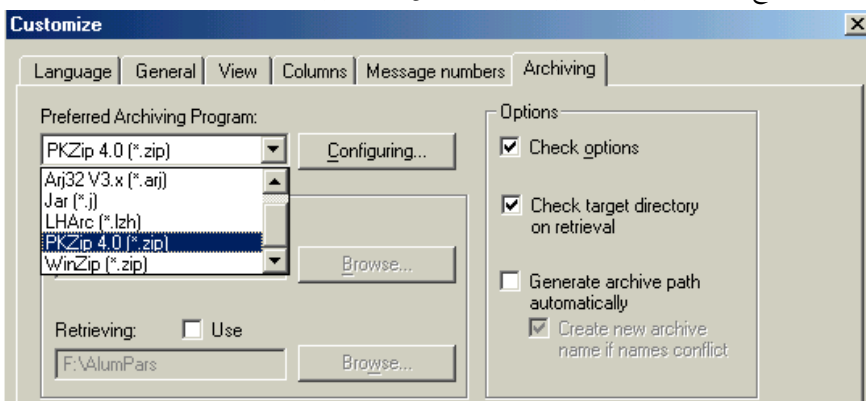 Customize
Language General View Columns Message numbers Archiving
Preferred Archiving Program:
PKZip 4.0 (*.zip)
Configuring...
Arj32 V3.x (*.arj)
Jar (*.j)
LHArc (*.lzh)
PKZip 4.0 (*.zip)
WinZip (*.zip)
Browse...
Retrieving: Use
F:\AlumPars
Browse...
Options
Check options
Check target directory
on retrieval
Generate archive path
automatically
Create new archive
name if names conflict